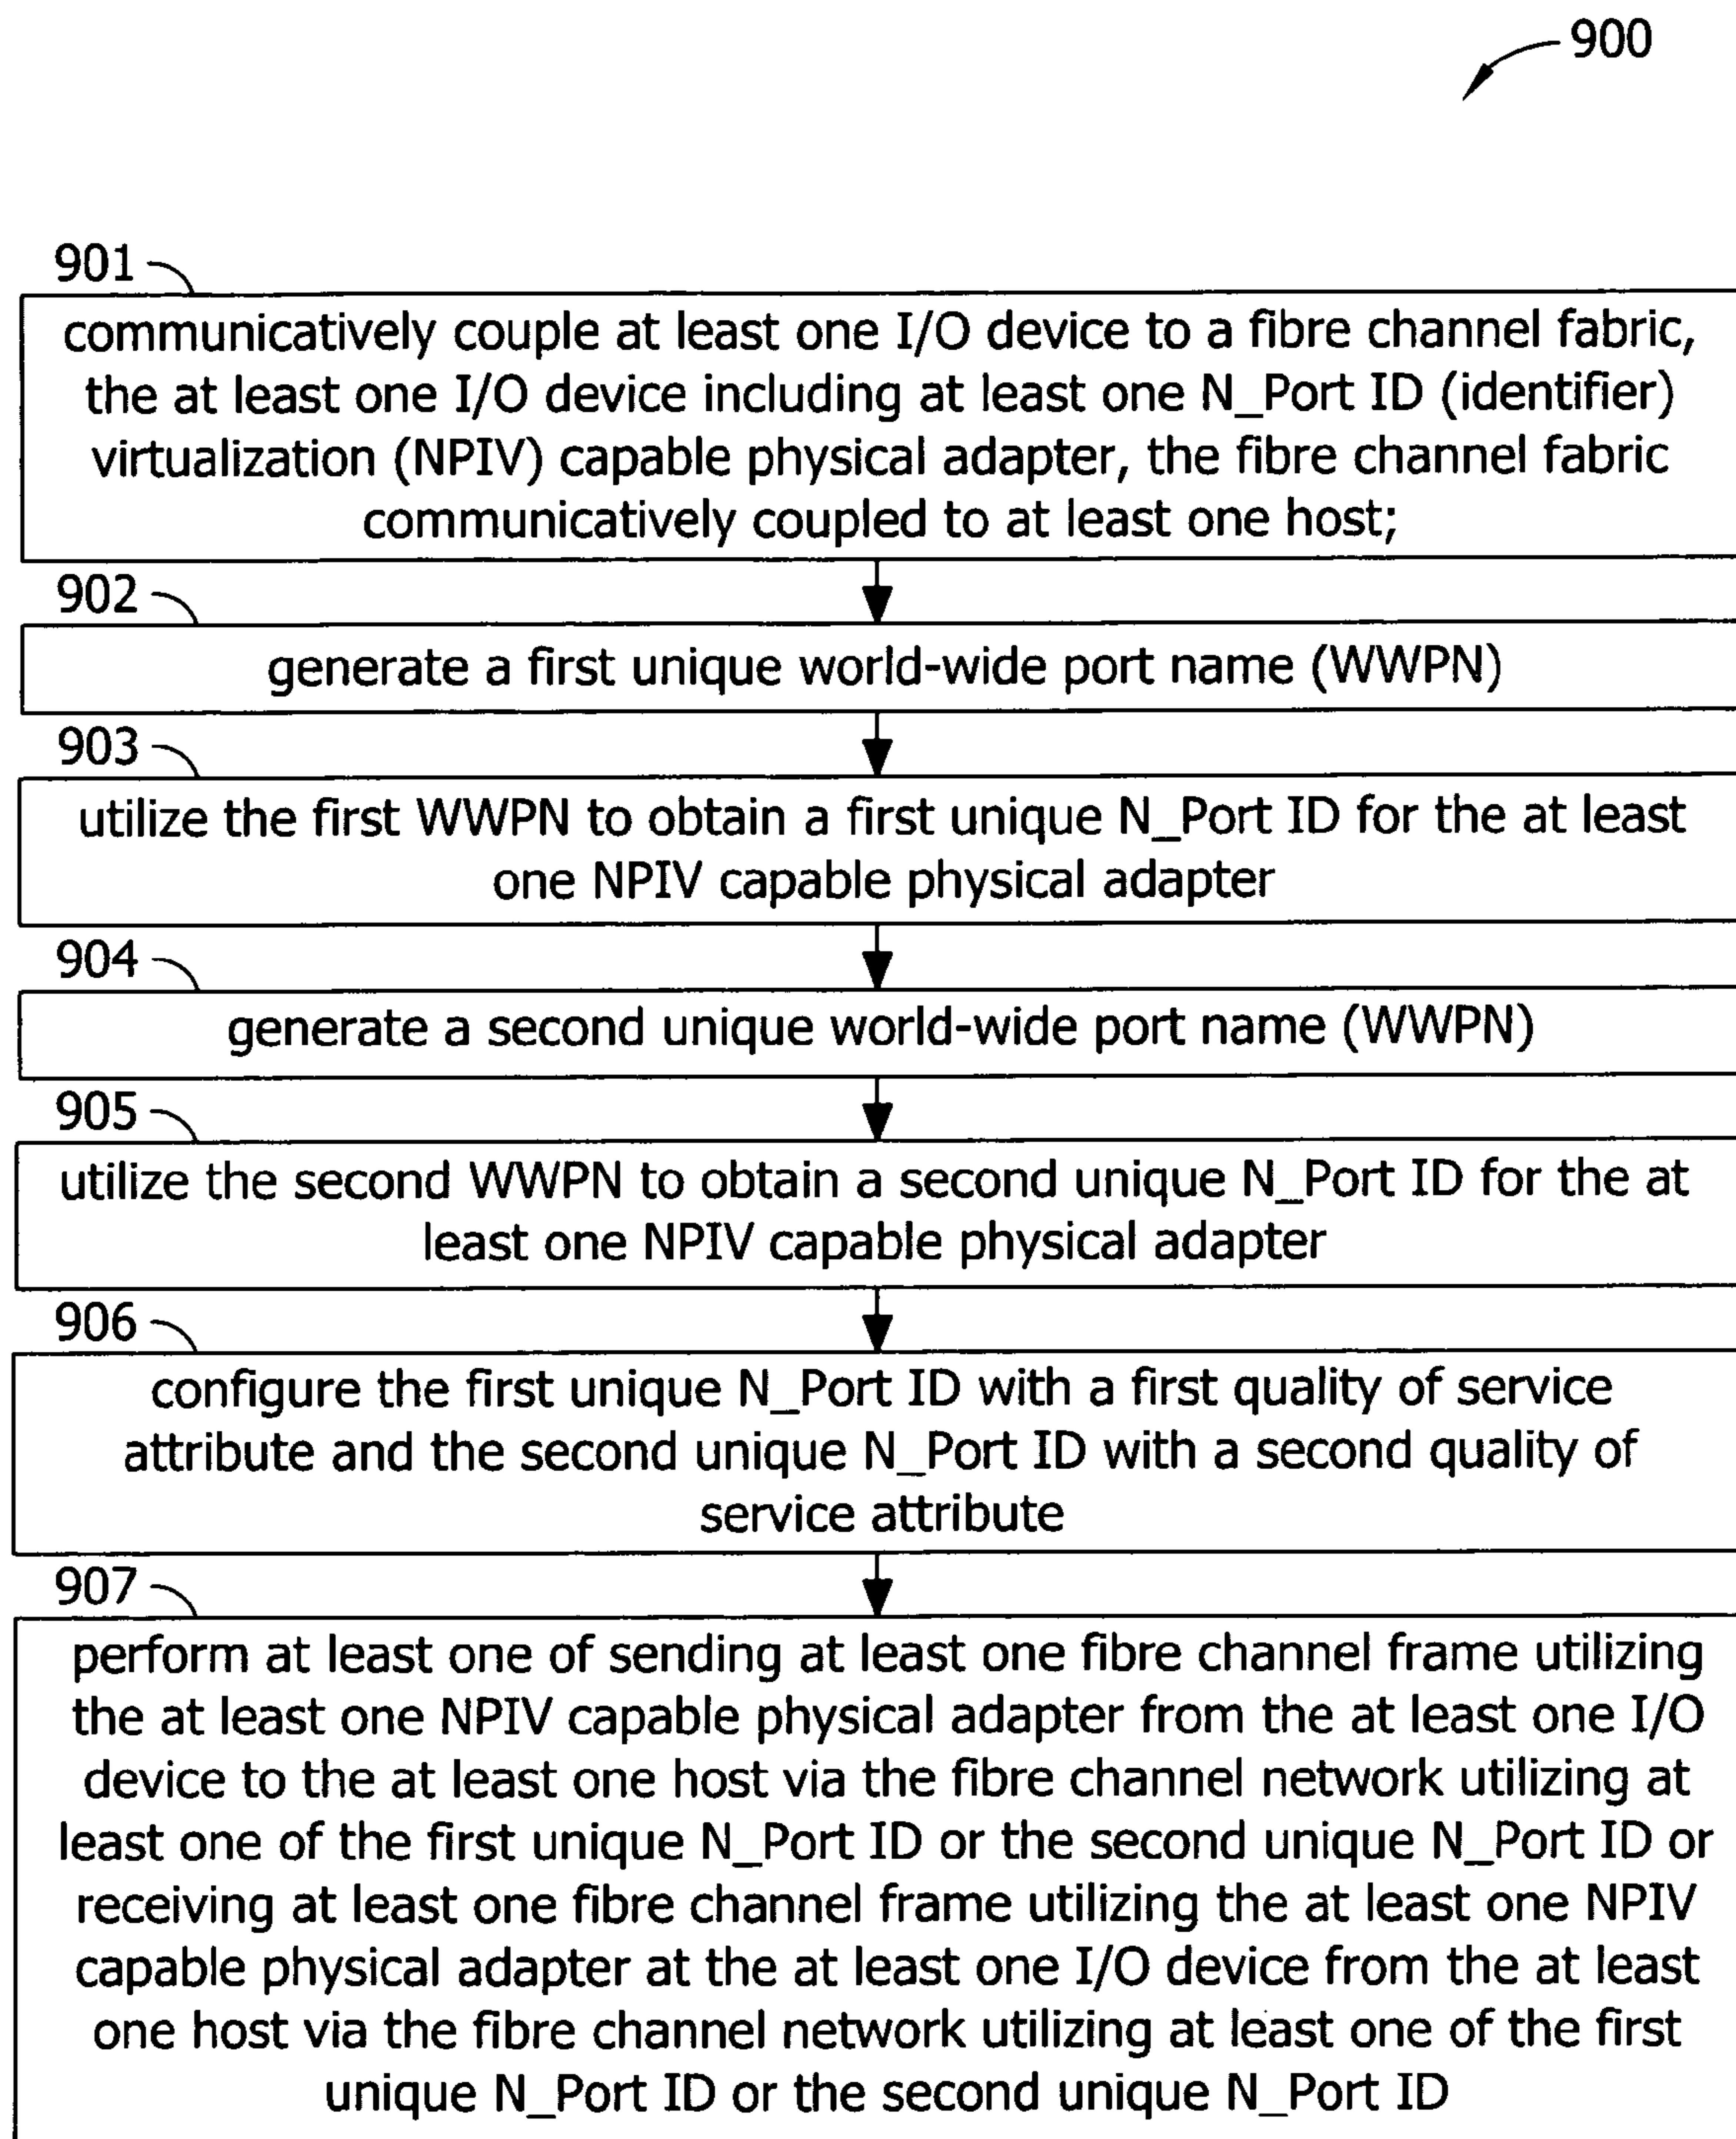 900
901
communicatively couple at least one I/O device to a fibre channel fabric,
the at least one I/O device including at least one N_Port ID (identifier)
virtualization (NPIV) capable physical adapter, the fibre channel fabric
communicatively coupled to at least one host;
902
generate a first unique world-wide port name (WWPN)
903
utilize the first WWPN to obtain a first unique N_Port ID for the at least
one NPIV capable physical adapter
904
generate a second unique world-wide port name (WWPN)
905
utilize the second WWPN to obtain a second unique N_Port ID for the at
least one NPIV capable physical adapter
906
configure the first unique N_Port ID with a first quality of service
attribute and the second unique N_Port ID with a second quality of
service attribute
907
perform at least one of sending at least one fibre channel frame utilizing
the at least one NPIV capable physical adapter from the at least one I/O
device to the at least one host via the fibre channel network utilizing at
least one of the first unique N_Port ID or the second unique N_Port ID or
receiving at least one fibre channel frame utilizing the at least one NPIV
capable physical adapter at the at least one I/O device from the at least
one host via the fibre channel network utilizing at least one of the first
unique N_Port ID or the second unique N_Port ID